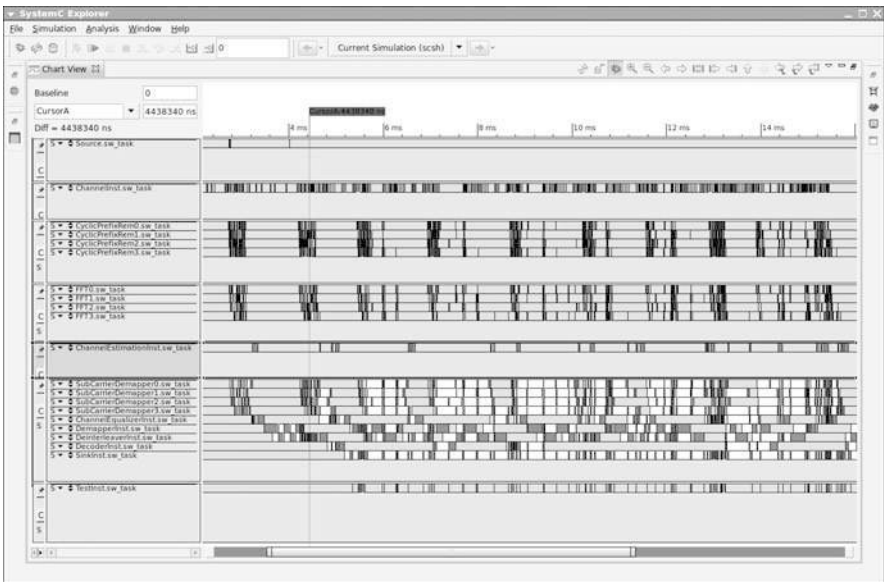 SystemC Explorer
File Simulation Analysis Window Help
0 Current Simulation (scsh)
Chart View
Baseline 0
CursorA 4438340 ns
CursorA:4438340 ns
Diff = 4438340 ns
4 ms 6 ms 8 ms 10 ms 12 ms 14 ms
S Source.sw_task
C
S ChannelInst.sw_task
C
S CyclicPrefixRem0.sw_task
S CyclicPrefixRem1.sw_task
S CyclicPrefixRem2.sw_task
C S CyclicPrefixRem3.sw_task
S
S FFT0.sw_task
S FFT1.sw_task
S FFT2.sw_task
C S FFT3.sw_task
S
S ChannelEstimationInst.sw_task
C
S SubCarrierDemapper0.sw_task
S SubCarrierDemapper1.sw_task
S SubCarrierDemapper2.sw_task
C S SubCarrierDemapper3.sw_task
S ChannelEqualizerInst.sw_task
S S DemapperInst.sw_task
S DeinterleaverInst.sw_task
S DecoderInst.sw_task
S SinkInst.sw_task
S TestInst.sw_task
C
S